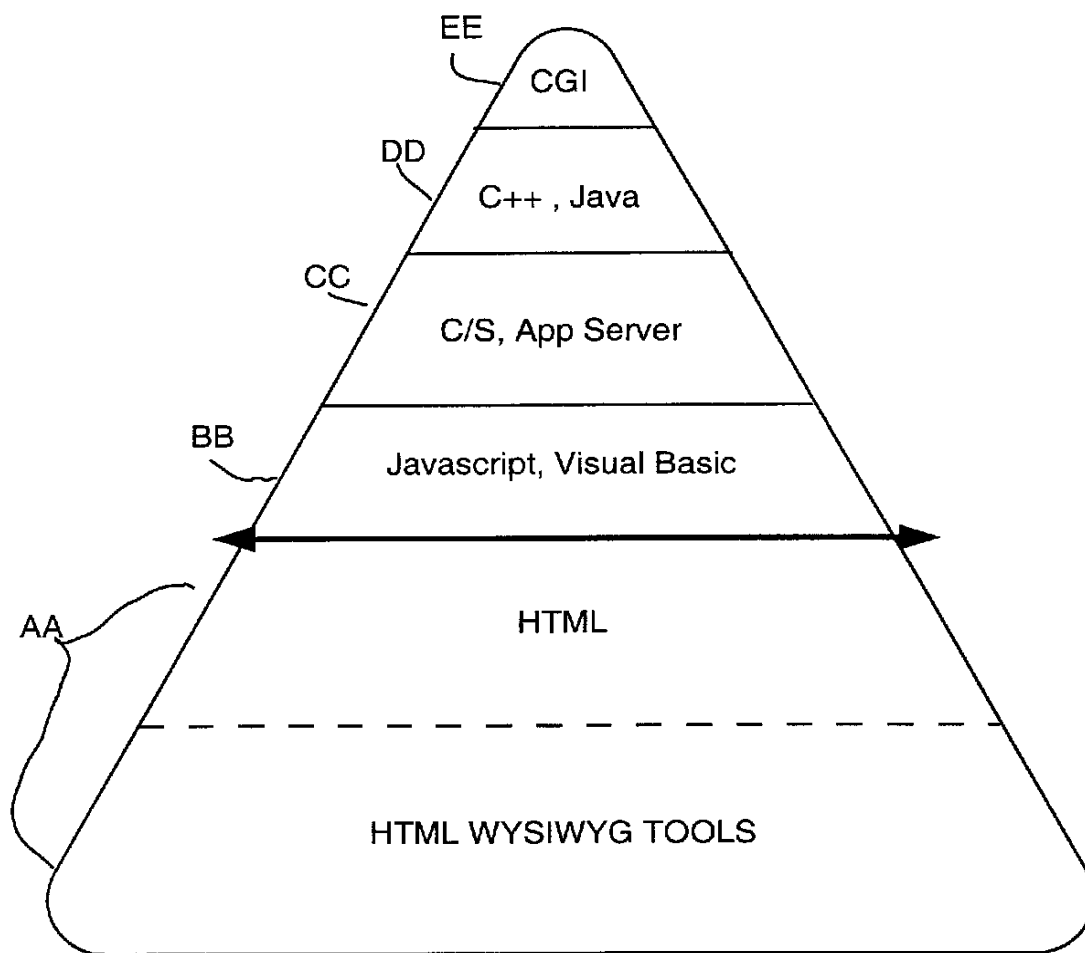 EE
CGI
DD
C++ , Java
CC
C/S, App Server
BB
Javascript, Visual Basic
AA
HTML
HTML WYSIWYG TOOLS